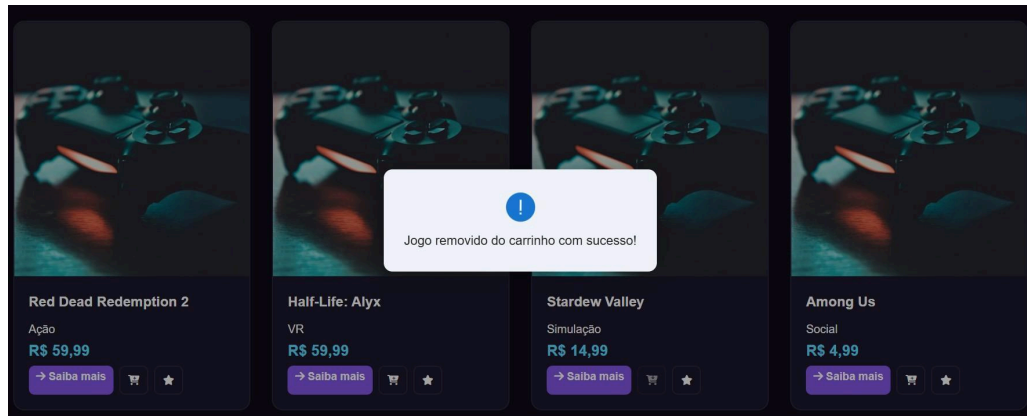 Jogo removido do carrinho com sucesso!
Red Dead Redemption 2
Ação
R$ 59,99
→ Saiba mais
Half-Life: Alyx
VR
R$ 59,99
→ Saiba mais
Stardew Valley
Simulação
R$ 14,99
→ Saiba mais
Among Us
Social
R$ 4,99
→ Saiba mais